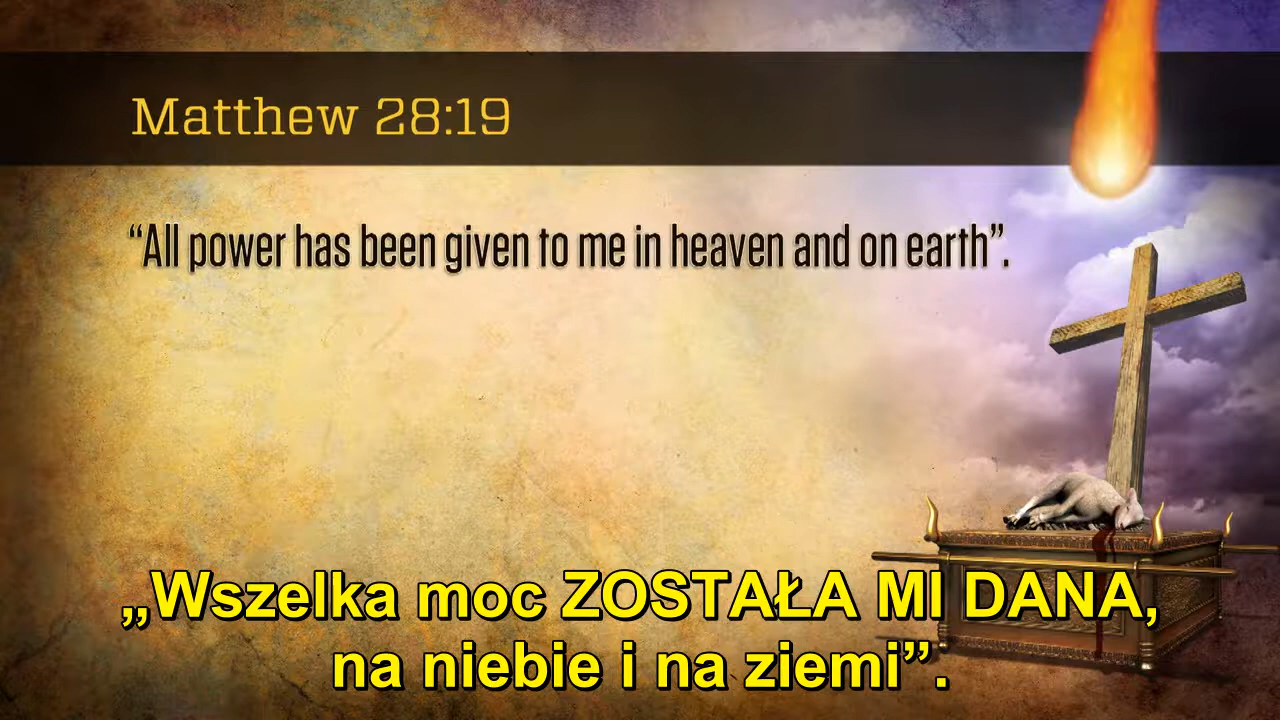 Matthew 28:19
“All power has been given to me in heaven and on earth”.
„Wszelka moc ZOSTAŁA MI DANA,
na niebie i na ziemi”.